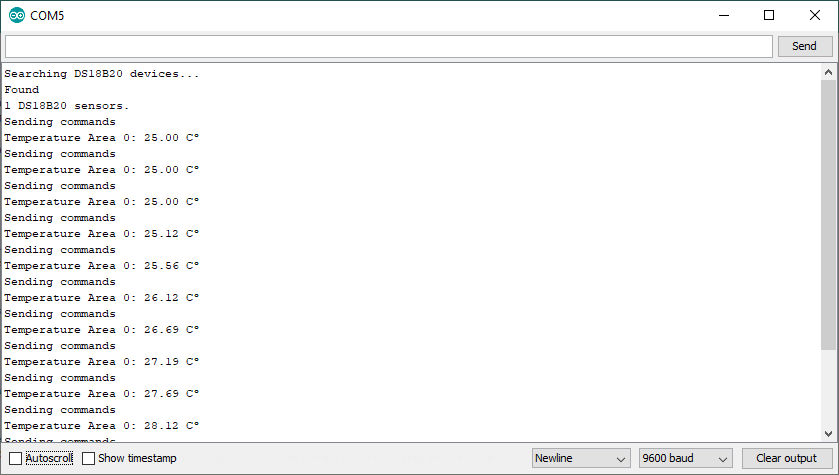 COM5
Send
Searching DS18B20 devices...
Found
1 DS18B20 sensors.
Sending commands
Temperature Area 0: 25.00 C°
Sending commands
Temperature Area 0: 25.00 C°
Sending commands
Temperature Area 0: 25.00 C°
Sending commands
Temperature Area 0: 25.12 C°
Sending commands
Temperature Area 0: 25.56 C°
Sending commands
Temperature Area 0: 26.12 C°
Sending commands
Temperature Area 0: 26.69 C°
Sending commands
Temperature Area 0: 27.19 C°
Sending commands
Temperature Area 0: 27.69 C°
Sending commands
Temperature Area 0: 28.12 C°
Sending commands
Autoscroll Show timestamp Newline 9600 baud Clear output